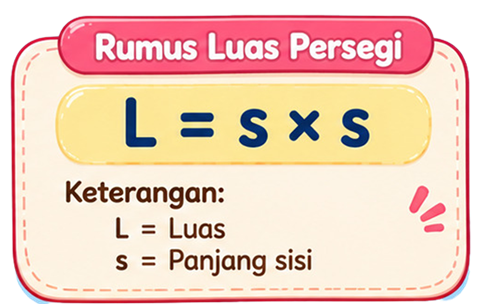 Rumus Luas Persegi
L = s × s
Keterangan:
L = Luas
s = Panjang sisi